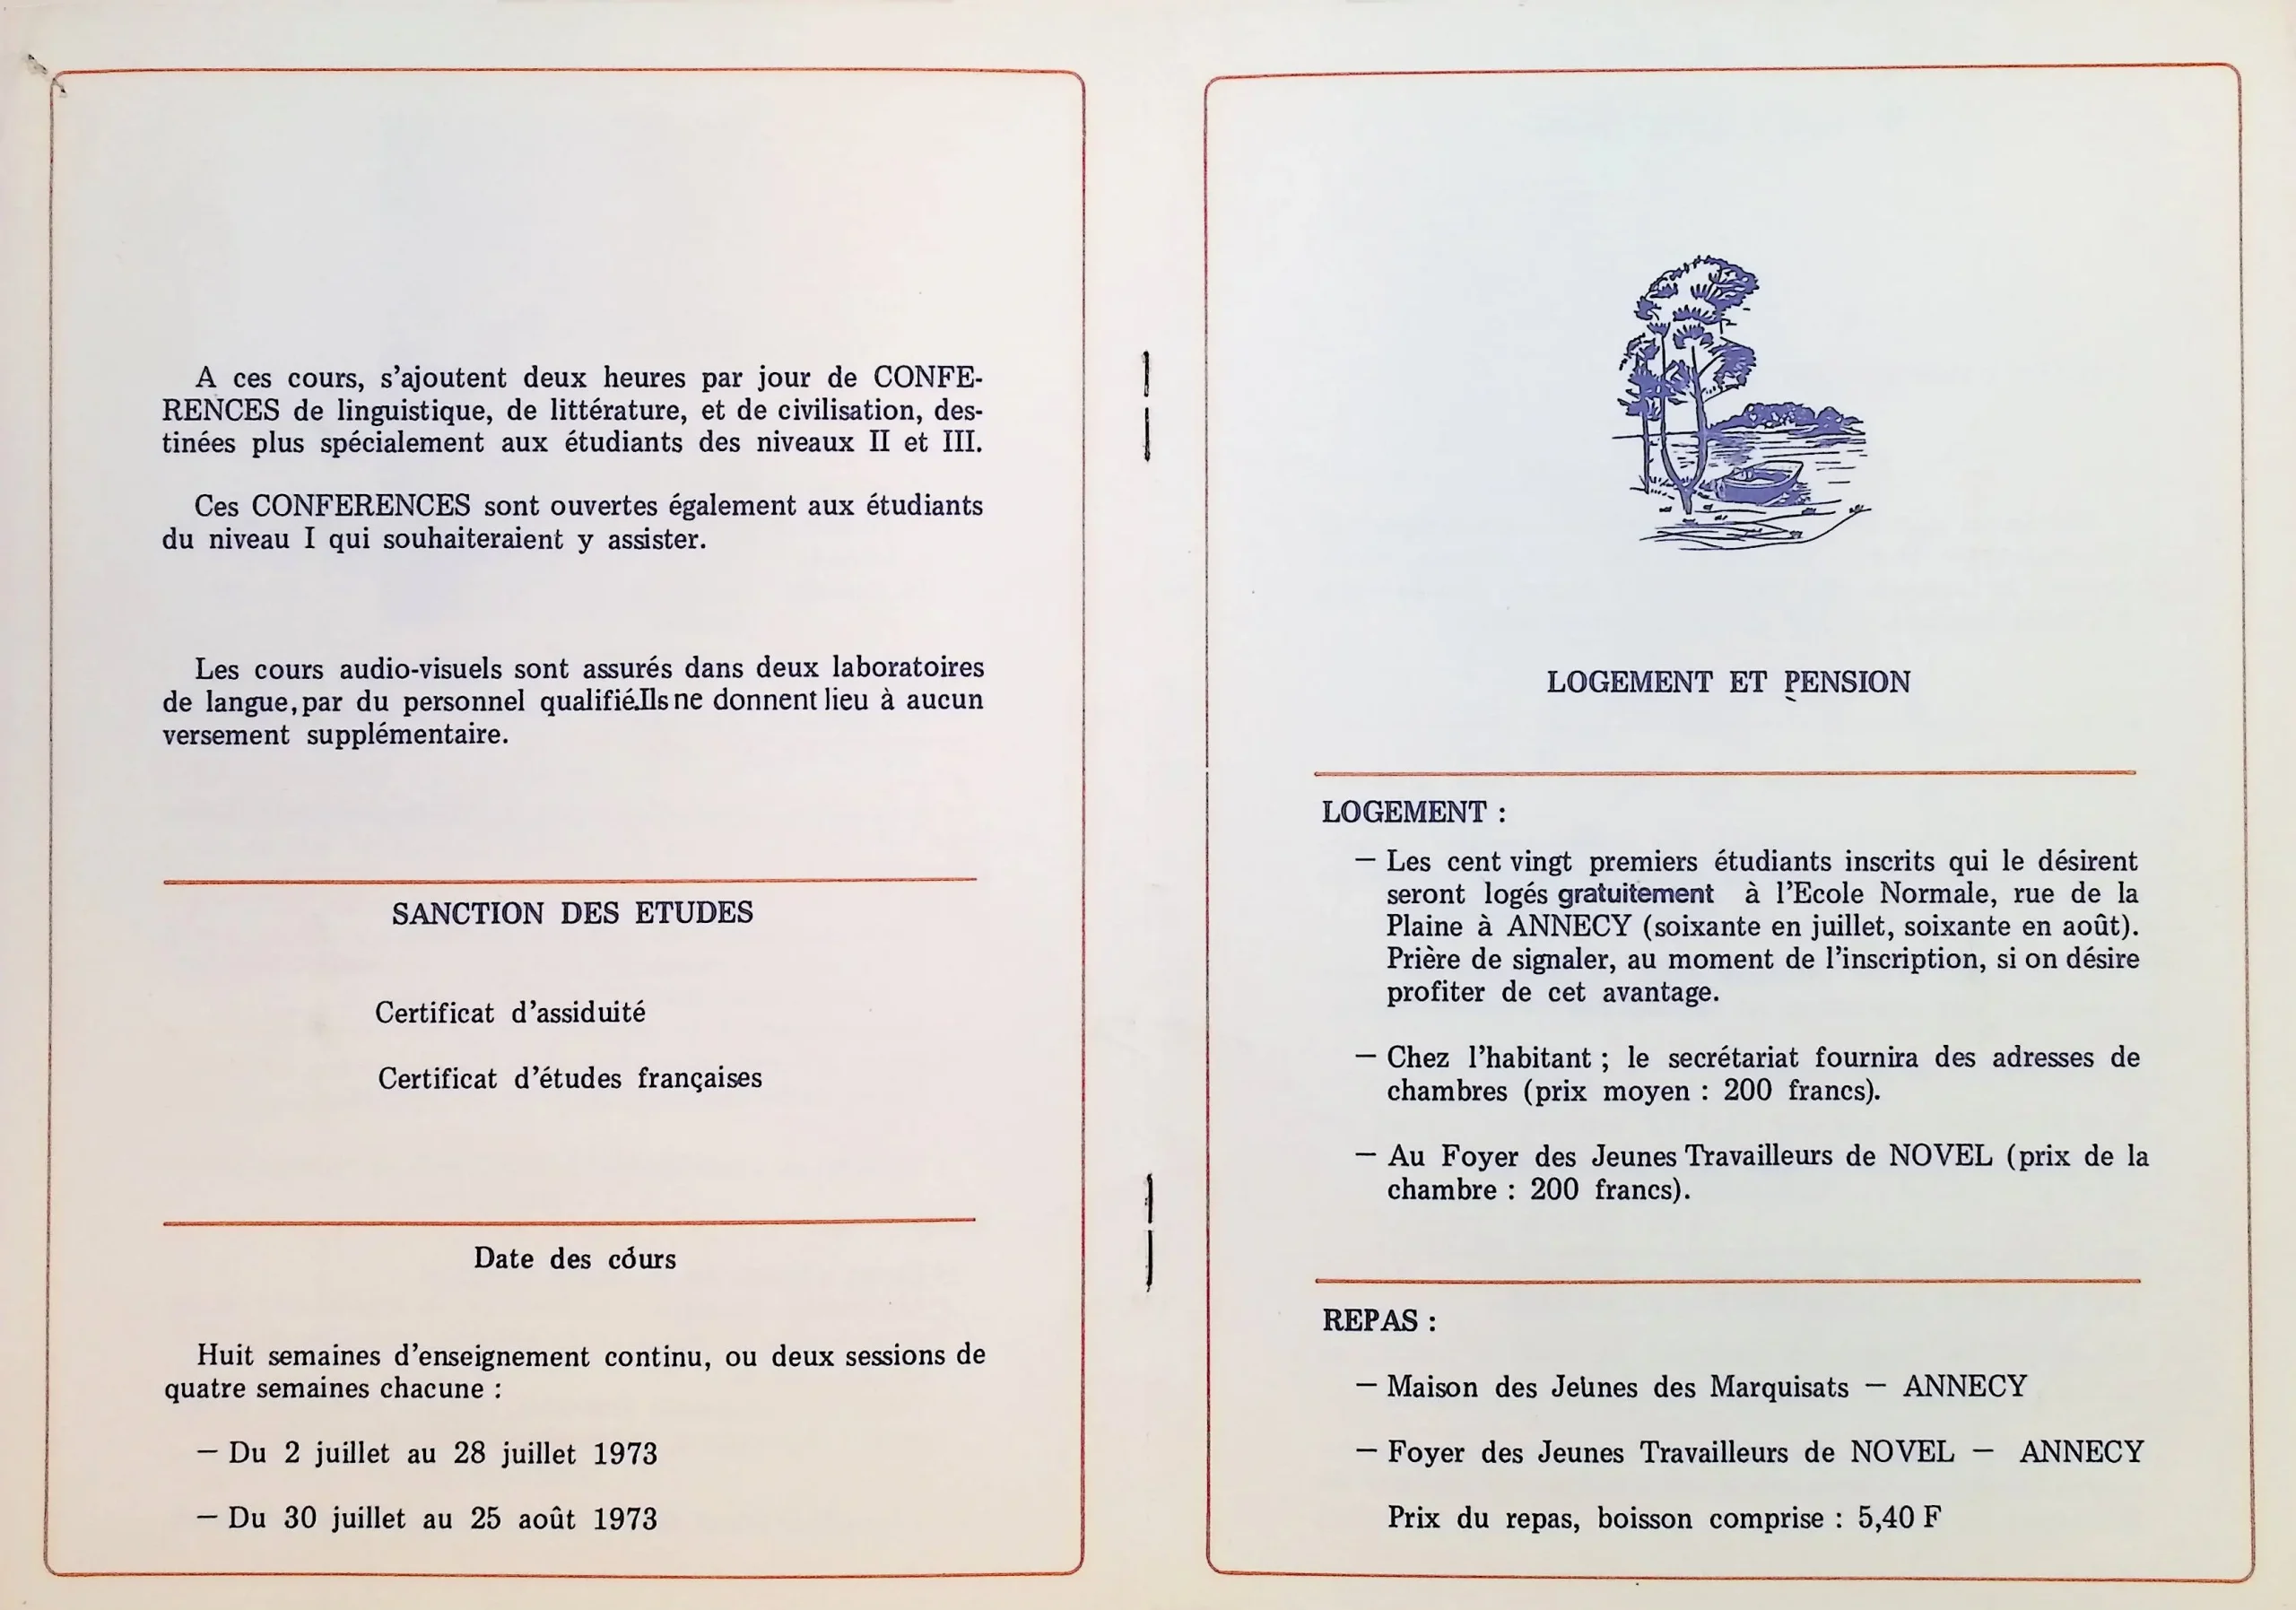 A ces cours, s'ajoutent deux heures par jour de CONFE-
RENCES de linguistique, de littérature, et de civilisation, des-
tinées plus spécialement aux étudiants des niveaux II et III.
Ces CONFERENCES sont ouvertes également aux étudiants
du niveau I qui souhaiteraient y assister.
Les cours audio-visuels sont assurés dans deux laboratoires
de langue, par du personnel qualifié.Ils ne donnent lieu à aucun
versement supplémentaire.
SANCTION DES ETUDES
Certificat d'assiduité
Certificat d'études françaises
Date des cours
Huit semaines d'enseignement continu, ou deux sessions de
quatre semaines chacune :
— Du 2 juillet au 28 juillet 1973
— Du 30 juillet au 25 août 1973
LOGEMENT ET PENSION
LOGEMENT :
— Les cent vingt premiers étudiants inscrits qui le désirent
seront logés gratuitement à l'Ecole Normale, rue de la
Plaine à ANNECY (soixante en juillet, soixante en août).
Prière de signaler, au moment de l'inscription, si on désire
profiter de cet avantage.
— Chez l'habitant ; le secrétariat fournira des adresses de
chambres (prix moyen : 200 francs).
— Au Foyer des Jeunes Travailleurs de NOVEL (prix de la
chambre : 200 francs).
REPAS :
— Maison des Jeunes des Marquisats — ANNECY
— Foyer des Jeunes Travailleurs de NOVEL — ANNECY
Prix du repas, boisson comprise : 5,40 F